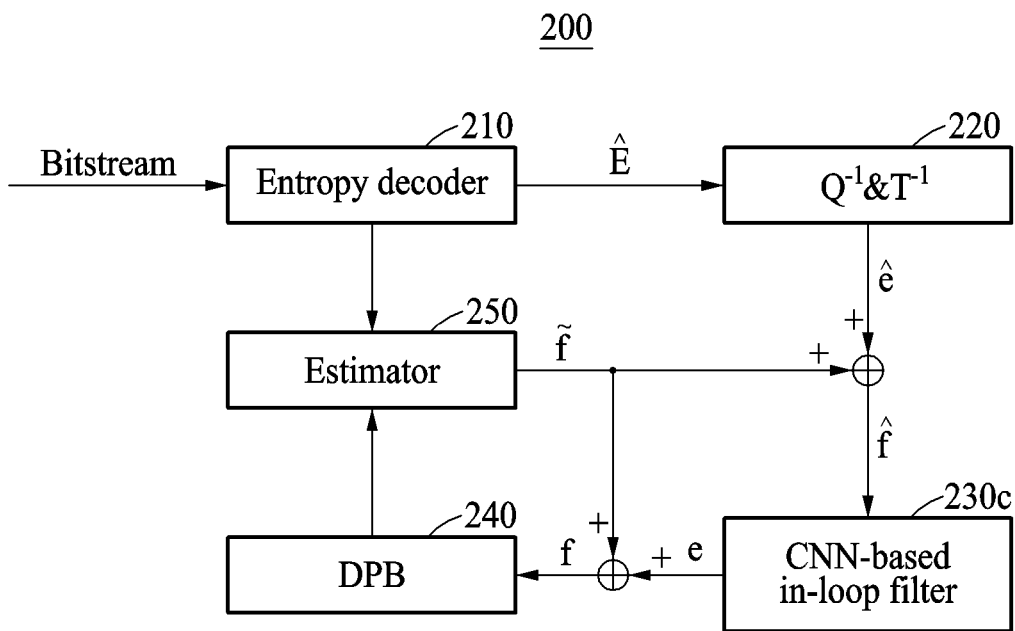 200
210
220
Bitstream
Entropy decoder
Ê
Q⁻¹&T⁻¹
ê
250
+
Estimator
f̃
+
f̂
240
230c
+
DPB
f
+ e
CNN-based
in-loop filter